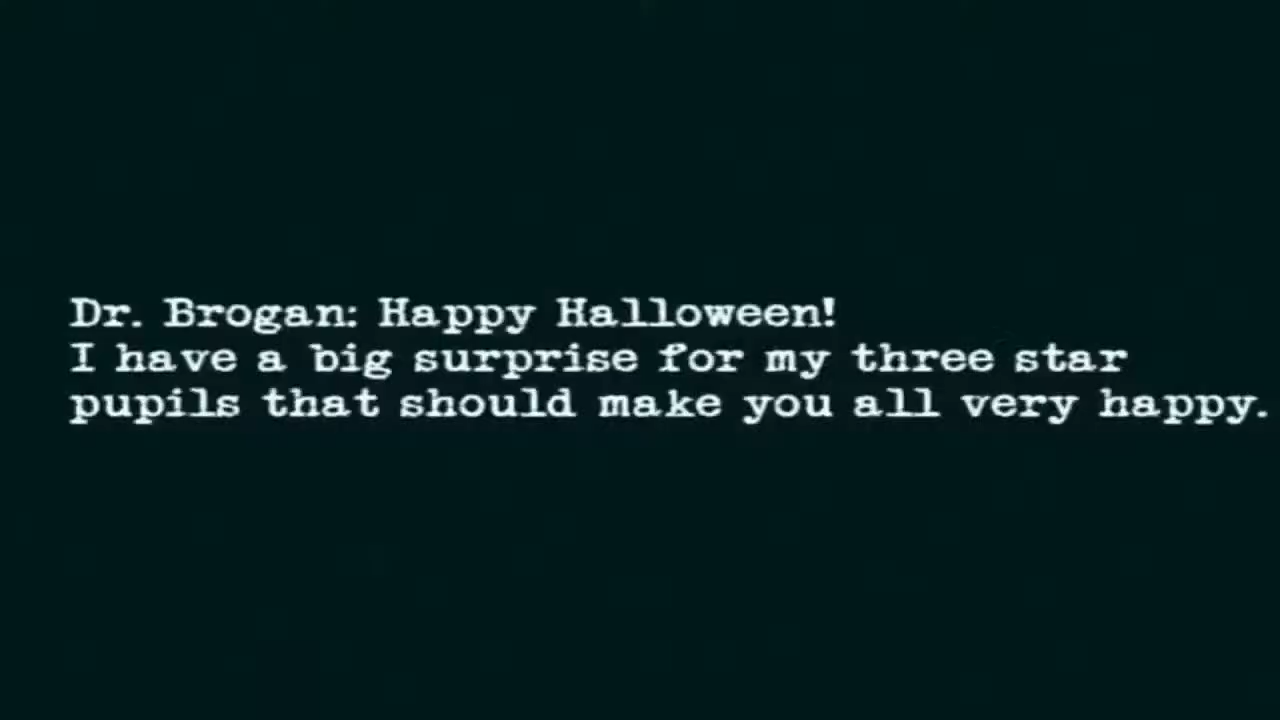 Dr. Brogan: Happy Halloween!
I have a big surprise for my three star
pupils that should make you all very happy.